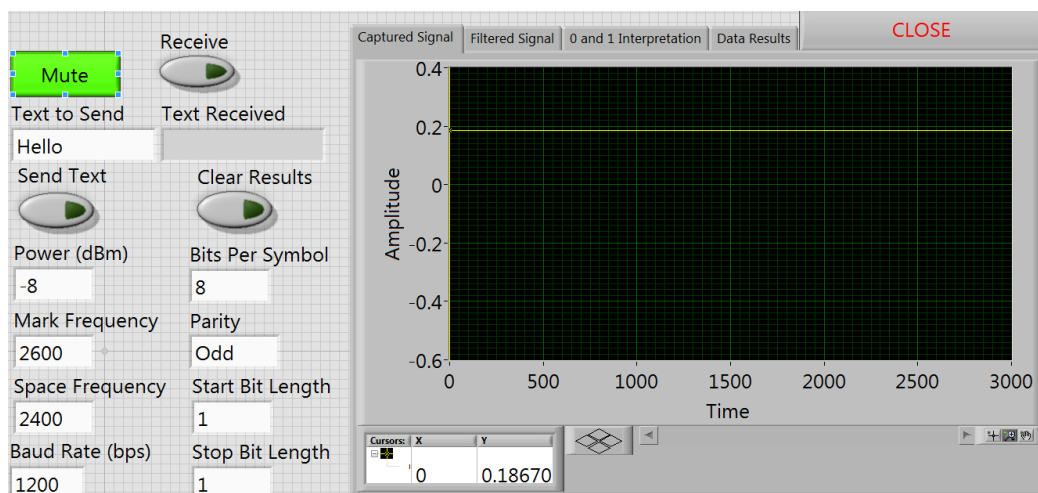 Mute
Receive
Text to Send
Text Received
Hello
Send Text
Clear Results
Power (dBm)
Bits Per Symbol
-8
8
Mark Frequency
Parity
2600
Odd
Space Frequency
Start Bit Length
2400
1
Baud Rate (bps)
Stop Bit Length
1200
1
Captured Signal
Filtered Signal
0 and 1 Interpretation
Data Results
CLOSE
Amplitude
0.4
0.2
0
-0.2
-0.4
-0.6
0 500 1000 1500 2000 2500 3000
Time
Cursors: X Y
0 0.18670